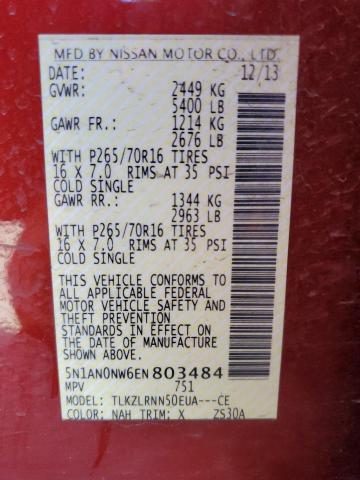 MFD BY NISSAN MOTOR CO., LTD.
DATE: 12/13
GVWR: 2449 KG
5400 LB
GAWR FR.: 1214 KG
2676 LB
WITH P265/70R16 TIRES
16 X 7.0 RIMS AT 35 PSI
COLD SINGLE
GAWR RR.: 1344 KG
2963 LB
WITH P265/70R16 TIRES
16 X 7.0 RIMS AT 35 PSI
COLD SINGLE
THIS VEHICLE CONFORMS TO
ALL APPLICABLE FEDERAL
MOTOR VEHICLE SAFETY AND
THEFT PREVENTION
STANDARDS IN EFFECT ON
THE DATE OF MANUFACTURE
SHOWN ABOVE.
5N1AN0NW6EN 803484
MPV 751
MODEL: TLKZLRNN50EUA---CE
COLOR: NAH TRIM: X ZS30A